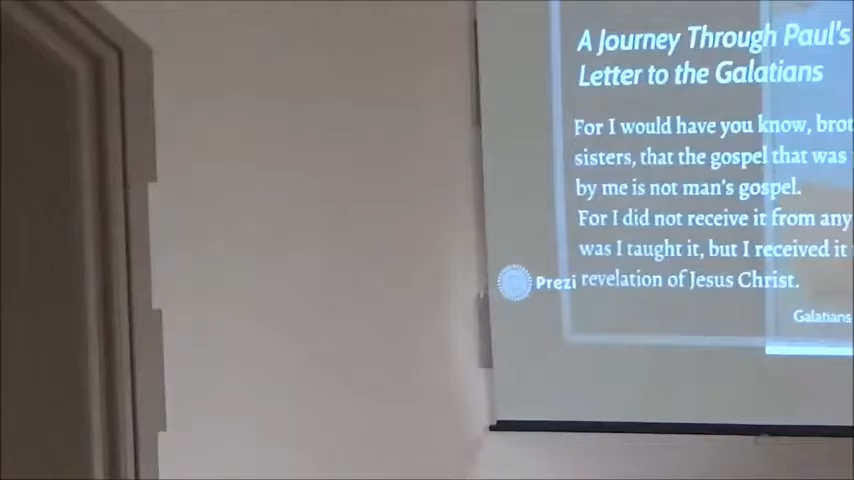 A Journey Through Paul's
Letter to the Galatians
For I would have you know,
sisters, that the gospel that was
by me is not man's gospel.
For I did not receive it from any
was I taught it, but I received it
revelation of Jesus Christ.
Prezi
Galatians